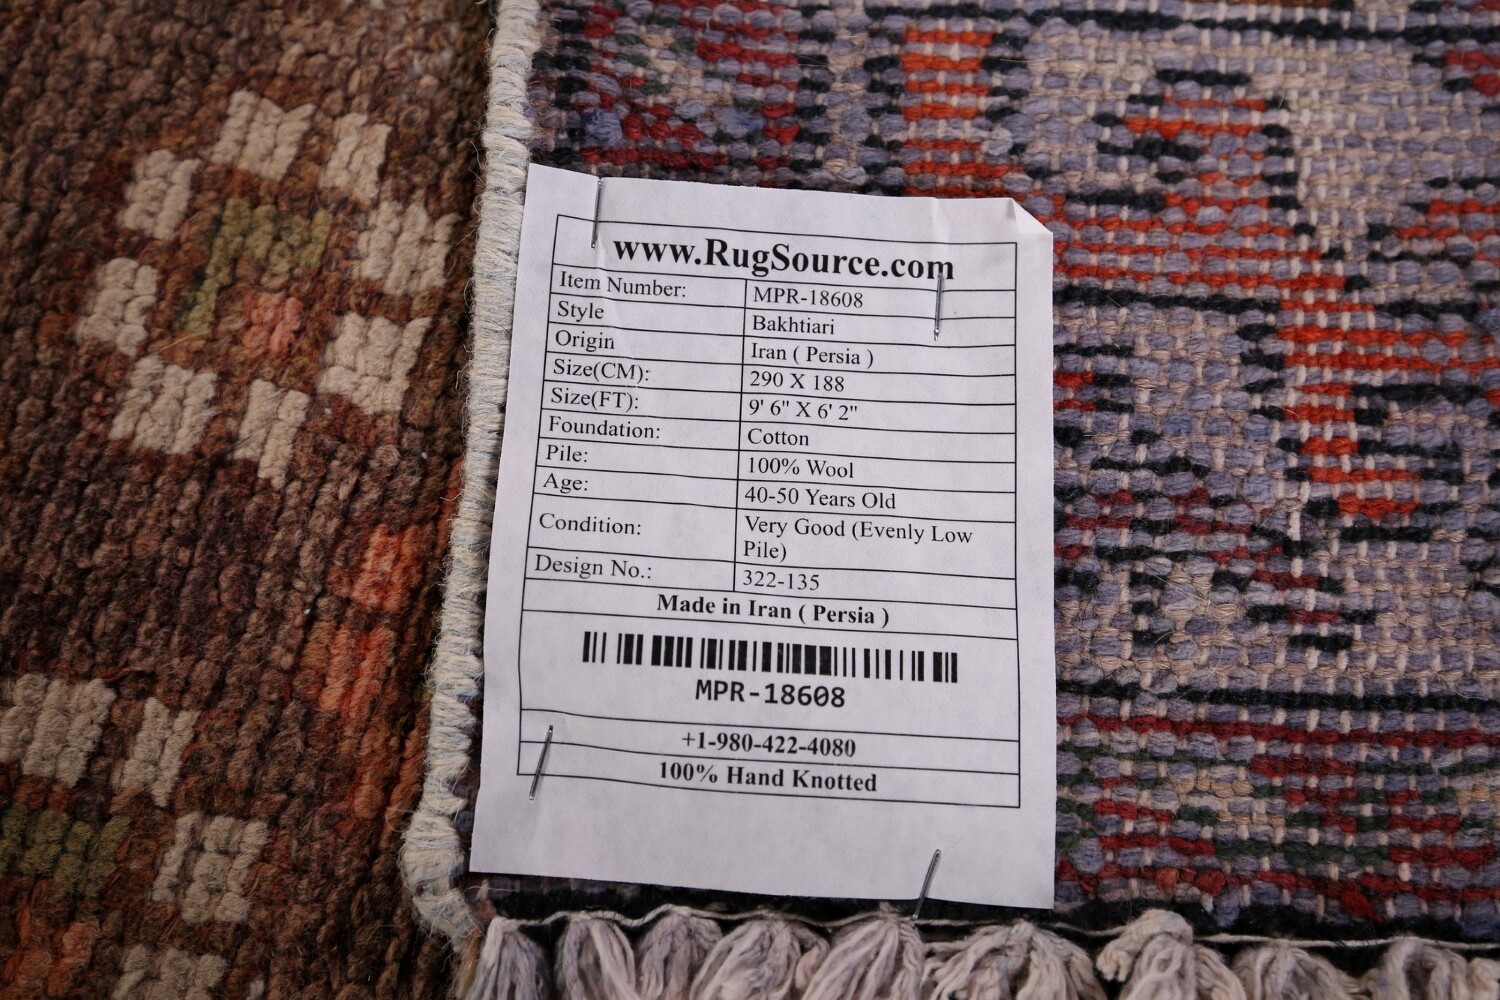 www.RugSource.com
Item Number: MPR-18608
Style Bakhtiari
Origin Iran ( Persia )
Size(CM): 290 X 188
Size(FT): 9' 6" X 6' 2"
Foundation: Cotton
Pile: 100% Wool
Age: 40-50 Years Old
Condition: Very Good (Evenly Low
Pile)
Design No.: 322-135
Made in Iran ( Persia )
MPR-18608
+1-980-422-4080
100% Hand Knotted